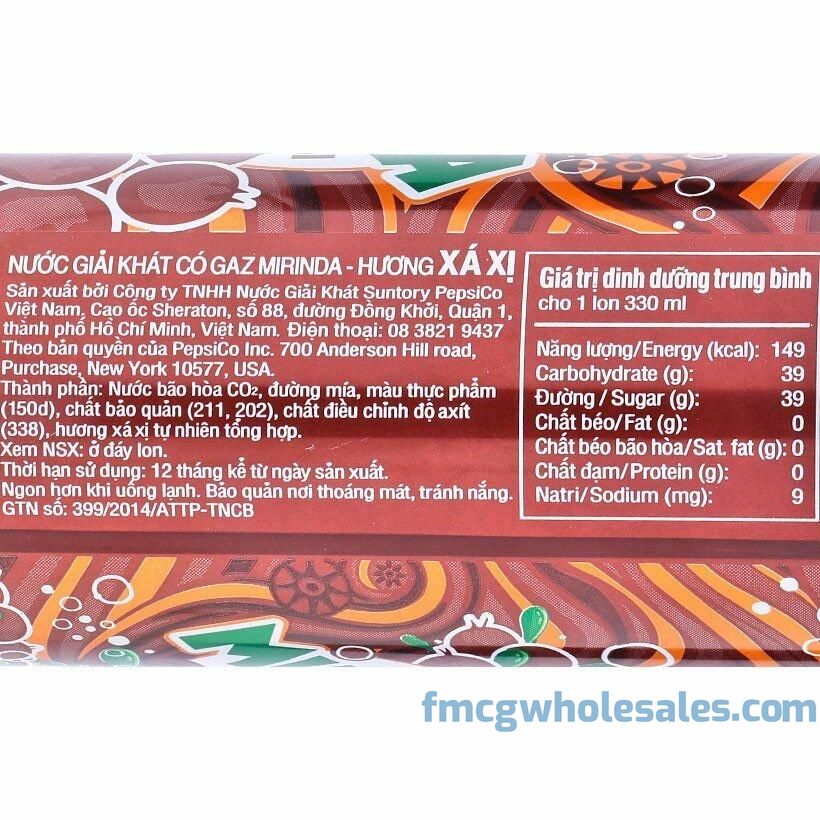 NƯỚC GIẢI KHÁT CÓ GAZ MIRINDA - HƯƠNG XÁ XỊ
Sản xuất bởi Công ty TNHH Nước Giải Khát Suntory PepsiCo
Việt Nam, Cao ốc Sheraton, số 88, đường Đồng Khởi, Quận 1,
thành phố Hồ Chí Minh, Việt Nam. Điện thoại: 08 3821 9437
Theo bản quyền của PepsiCo Inc. 700 Anderson Hill road,
Purchase, New York 10577, USA.
Thành phần: Nước bão hòa CO₂, đường mía, màu thực phẩm
(150d), chất bảo quản (211, 202), chất điều chỉnh độ axít
(338), hương xá xị tự nhiên tổng hợp.
Xem NSX: ở đáy lon.
Thời hạn sử dụng: 12 tháng kể từ ngày sản xuất.
Ngon hơn khi uống lạnh. Bảo quản nơi thoáng mát, tránh nắng.
GTN số: 399/2014/ATTP-TNCB
Giá trị dinh dưỡng trung bình
cho 1 lon 330 ml
Năng lượng/Energy (kcal): 149
Carbohydrate (g): 39
Đường / Sugar (g): 39
Chất béo/Fat (g): 0
Chất béo bão hòa/Sat. fat (g): 0
Chất đạm/Protein (g): 0
Natri/Sodium (mg): 9
fmcgwholesales.com